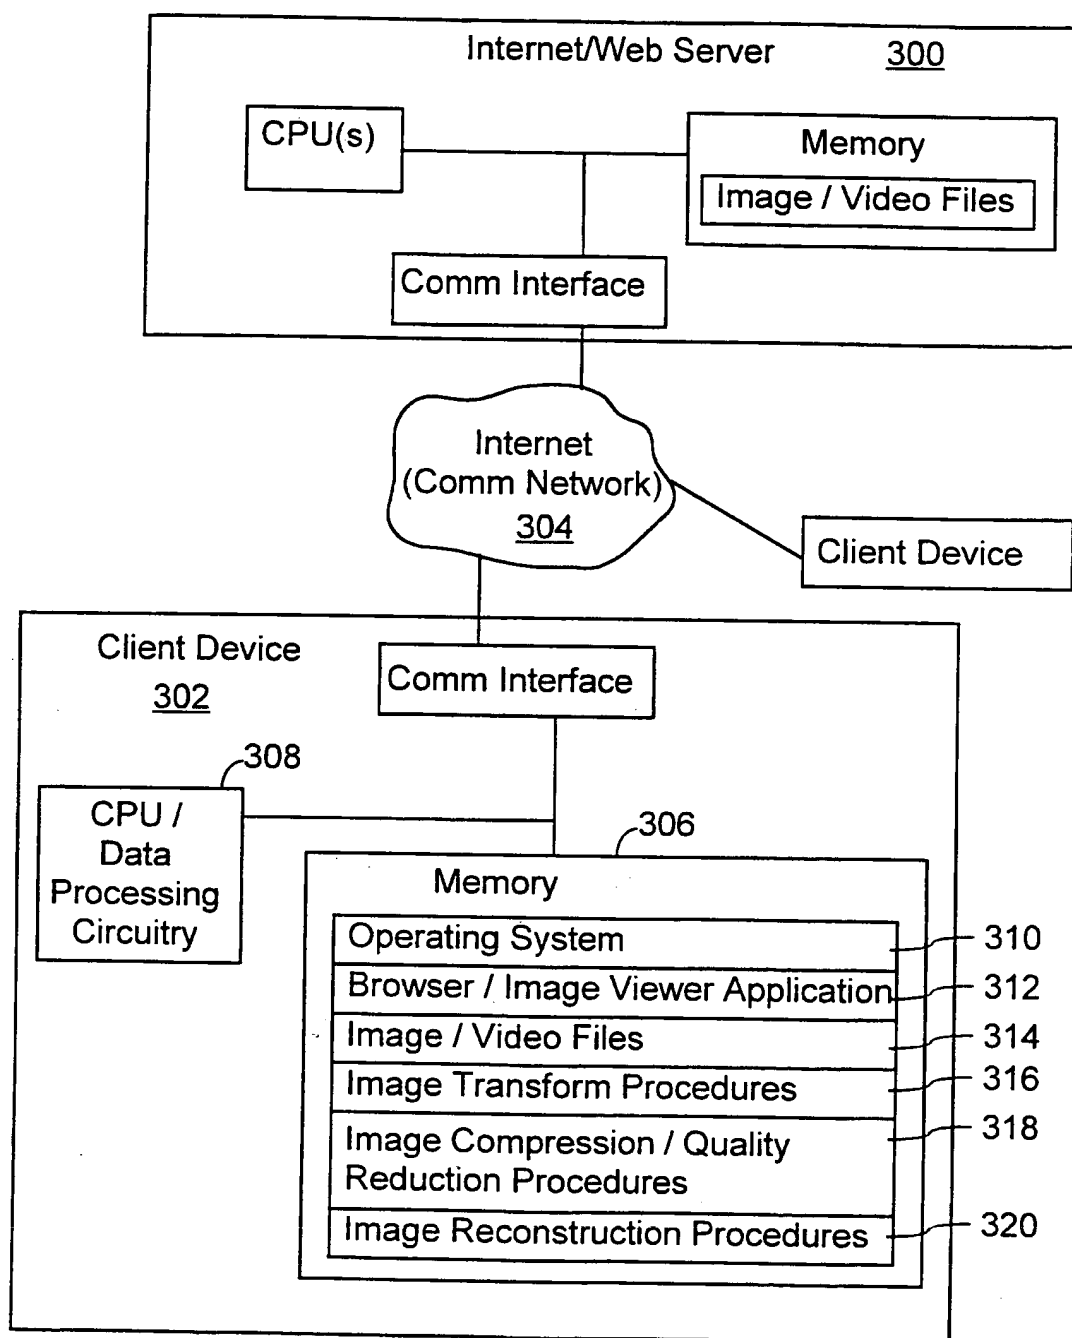 Internet/Web Server 300
CPU(s)
Memory
Image / Video Files
Comm Interface
Internet
(Comm Network)
304
Client Device
Client Device
302
Comm Interface
308
CPU /
Data
Processing
Circuitry
306
Memory
Operating System 310
Browser / Image Viewer Application 312
Image / Video Files 314
Image Transform Procedures 316
Image Compression / Quality 318
Reduction Procedures
Image Reconstruction Procedures 320